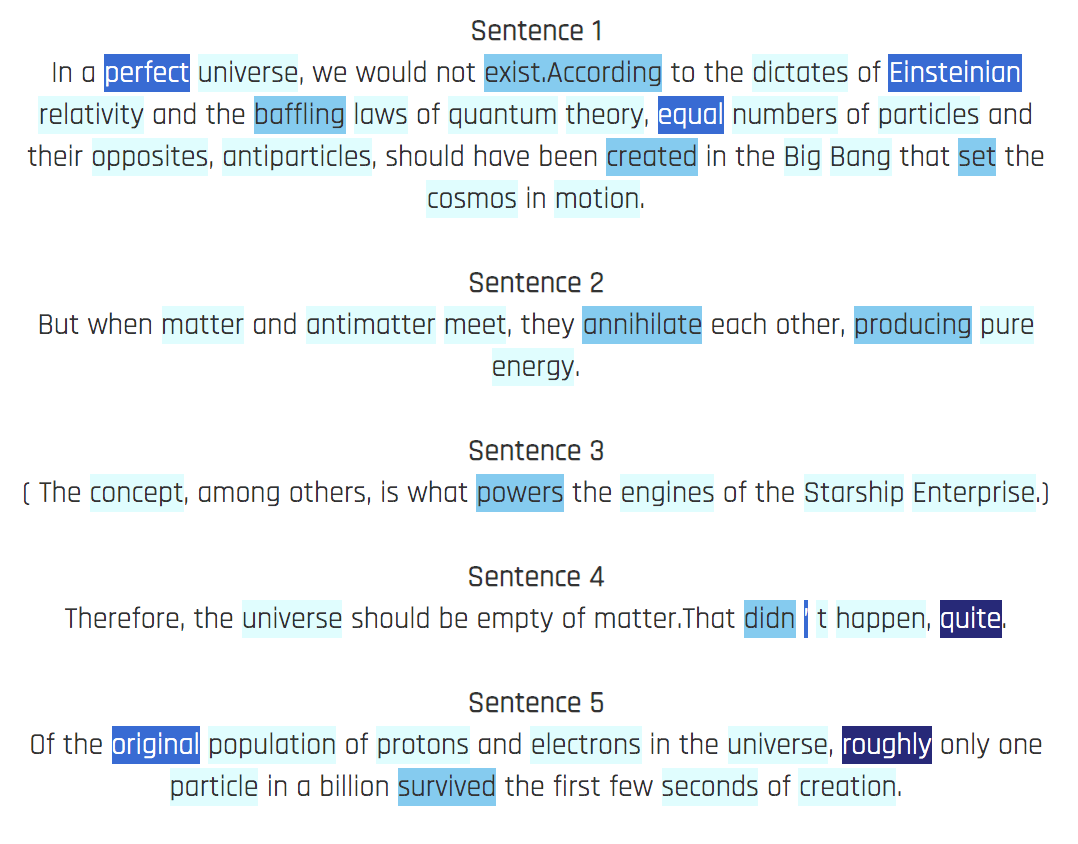 Sentence 1
In a perfect universe, we would not exist.According to the dictates of Einsteinian
relativity and the baffling laws of quantum theory, equal numbers of particles and
their opposites, antiparticles, should have been created in the Big Bang that set the
cosmos in motion.
Sentence 2
But when matter and antimatter meet, they annihilate each other, producing pure
energy.
Sentence 3
( The concept, among others, is what powers the engines of the Starship Enterprise.)
Sentence 4
Therefore, the universe should be empty of matter.That didn ' t happen, quite.
Sentence 5
Of the original population of protons and electrons in the universe, roughly only one
particle in a billion survived the first few seconds of creation.